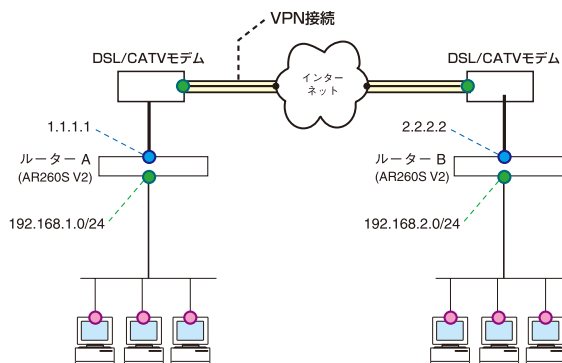 VPN接続
DSL/CATVモデム
DSL/CATVモデム
インター
ネット
1.1.1.1
2.2.2.2
ルーター A
(AR260S V2)
ルーター B
(AR260S V2)
192.168.1.0/24
192.168.2.0/24